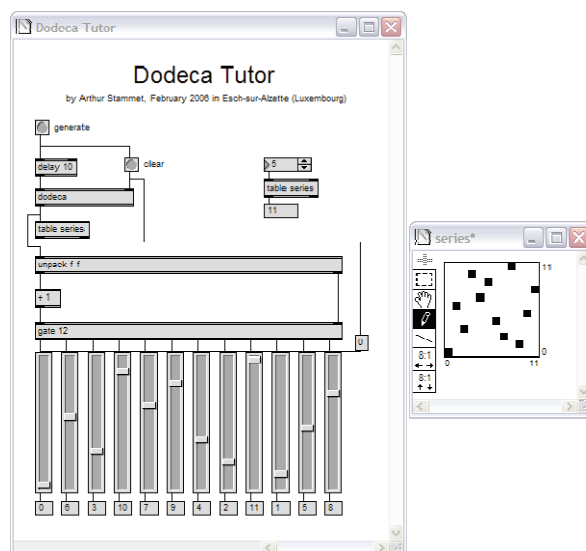 Dodeca Tutor
Dodeca Tutor
by Arthur Stammet, February 2006 in Esch-sur-Alzette (Luxembourg)
generate
delay 10
clear
5
dodeca
table series
11
table series
unpack f f
+ 1
gate 12
0
0 6 3 10 7 9 4 2 11 1 5 8
series*
11
8:1
0
0 11
8:1